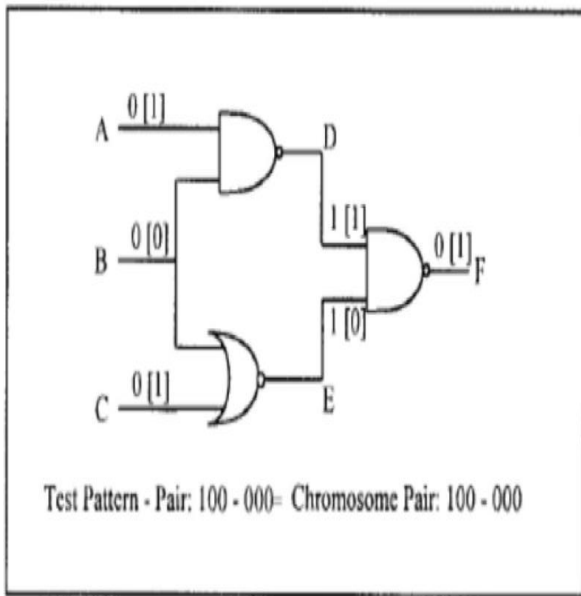 0 [1]
A
D
1 [1]
0 [0]
B
0 [1]
F
1 [0]
0 [1]
C
E
Test Pattern - Pair: 100 - 000= Chromosome Pair: 100 - 000